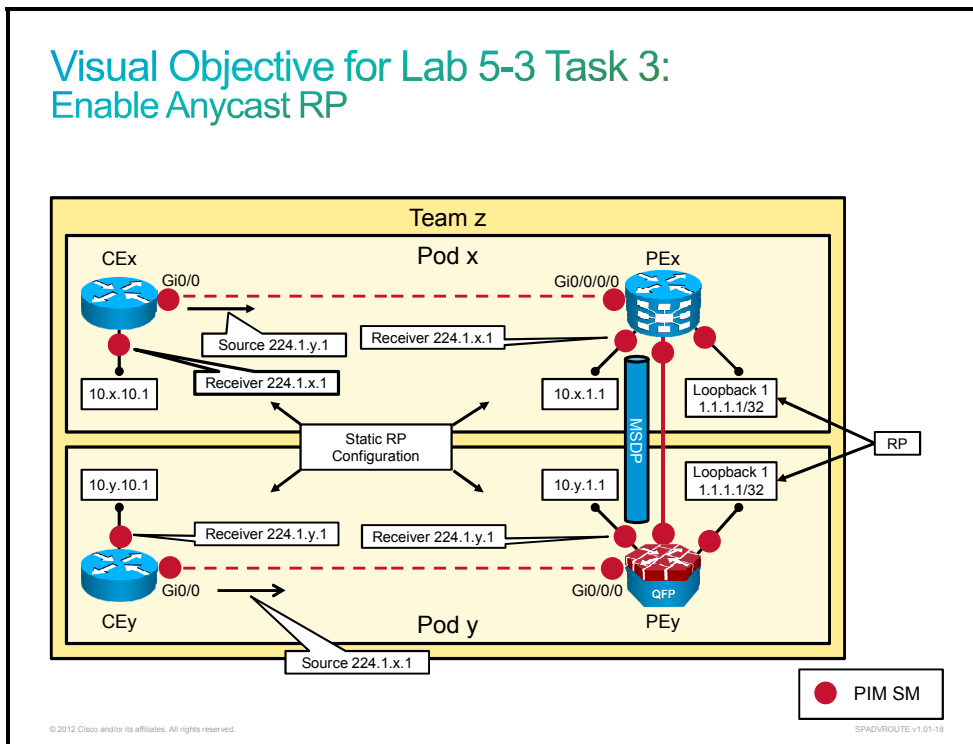 Visual Objective for Lab 5-3 Task 3:
Enable Anycast RP
Team z
Pod x
CEx
PEx
Gi0/0
Gi0/0/0/0
Source 224.1.y.1
Receiver 224.1.x.1
Receiver 224.1.x.1
10.x.10.1
10.x.1.1
Loopback 1
1.1.1.1/32
MSDP
Static RP
Configuration
RP
10.y.10.1
10.y.1.1
Loopback 1
1.1.1.1/32
Receiver 224.1.y.1
Receiver 224.1.y.1
Gi0/0
Gi0/0/0
QFP
CEy
Pod y
PEy
Source 224.1.x.1
PIM SM
© 2012 Cisco and/or its affiliates. All rights reserved.
SPADVROUTE v1.01-18